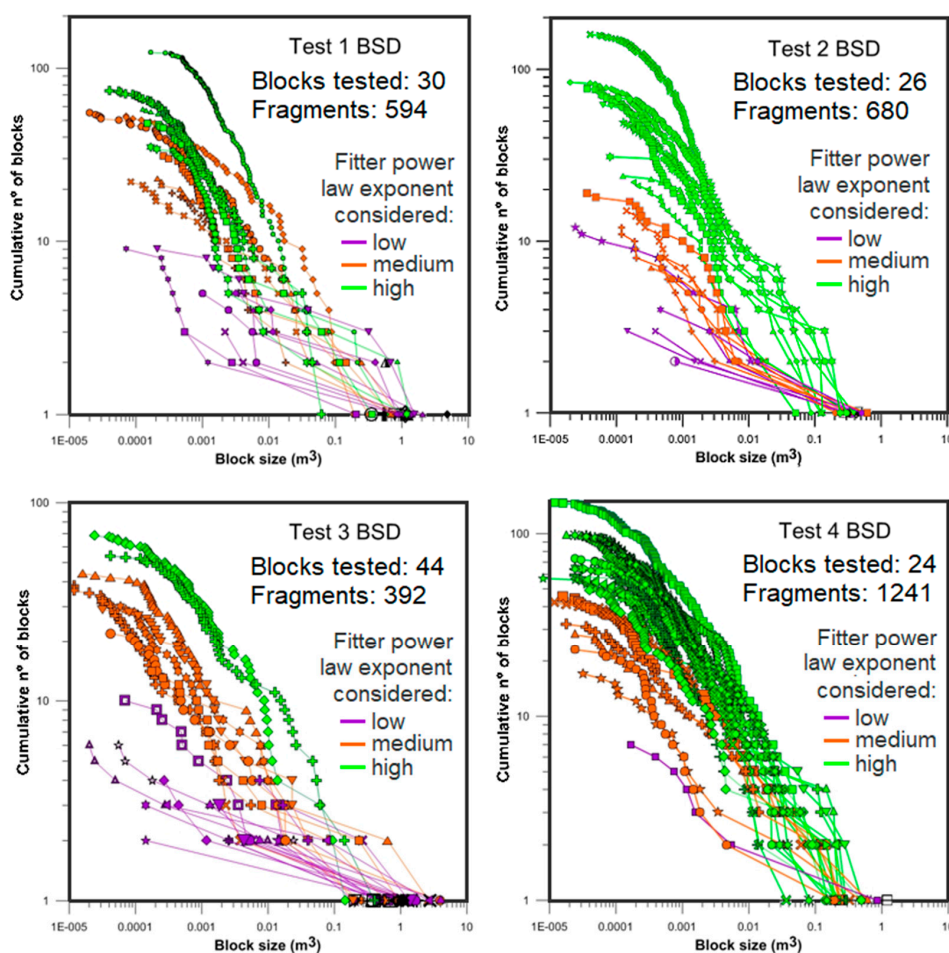 Test 1 BSD
Blocks tested: 30
Fragments: 594
Fitter power
law exponent
considered:
low
medium
high
Cumulative n° of blocks
100
10
1
1E-005
0.0001
0.001
0.01
0.1
1
10
Block size (m3)
Test 2 BSD
Blocks tested: 26
Fragments: 680
Fitter power
law exponent
considered:
low
medium
high
Cumulative n° of blocks
100
10
1
1E-005
0.0001
0.001
0.01
0.1
1
10
Block size (m3)
Test 3 BSD
Blocks tested: 44
Fragments: 392
Fitter power
law exponent
considered:
low
medium
high
Cumulative n° of blocks
100
10
1
1E-005
0.0001
0.001
0.01
0.1
1
10
Block size (m3)
Test 4 BSD
Blocks tested: 24
Fragments: 1241
Fitter power
law exponent
considered:
low
medium
high
Cumulative n° of blocks
100
10
1
1E-005
0.0001
0.001
0.01
0.1
1
10
Block size (m3)